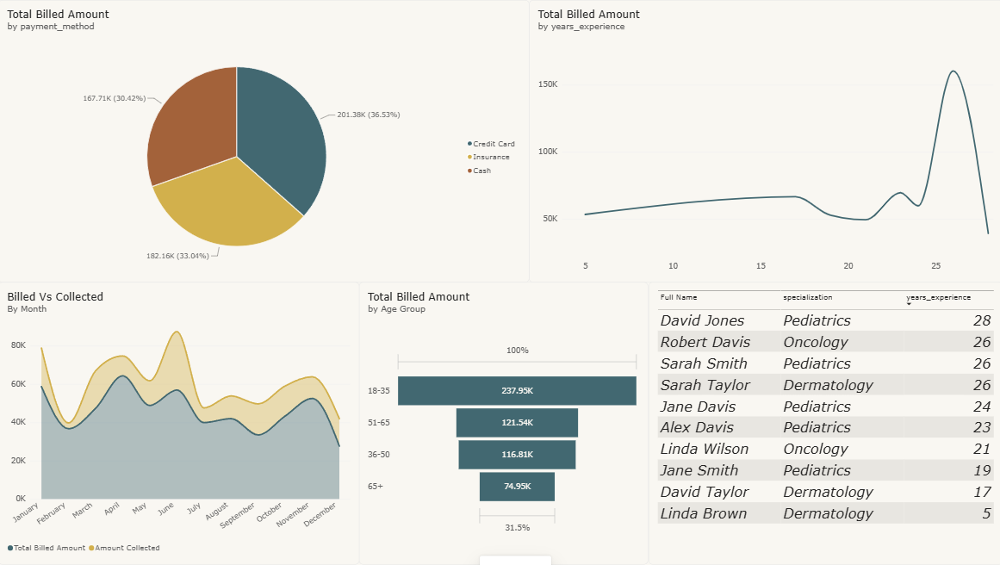 Total Billed Amount
by payment_method
167.71K (30.42%)
201.38K (36.53%)
182.16K (33.04%)
Credit Card
Insurance
Cash
Total Billed Amount
by years_experience
150K
100K
50K
5 10 15 20 25
Billed Vs Collected
By Month
80K
60K
40K
20K
0K
January February March April May June July August September October November December
Total Billed Amount Amount Collected
Total Billed Amount
by Age Group
100%
18-35 237.95K
51-65 121.54K
36-50 116.81K
65+ 74.95K
31.5%
Full Name specialization years_experience
David Jones Pediatrics 28
Robert Davis Oncology 26
Sarah Smith Pediatrics 26
Sarah Taylor Dermatology 26
Jane Davis Pediatrics 24
Alex Davis Pediatrics 23
Linda Wilson Oncology 21
Jane Smith Pediatrics 19
David Taylor Dermatology 17
Linda Brown Dermatology 5